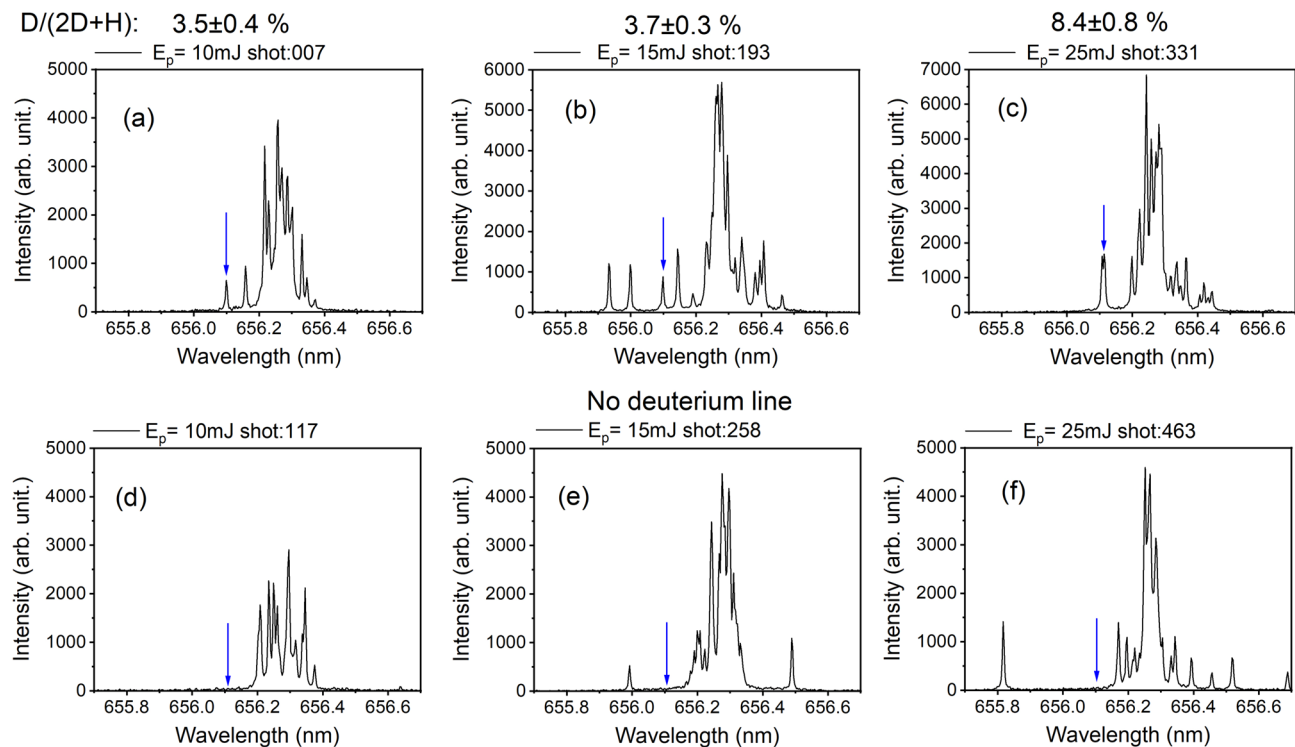 D/(2D+H): 3.5±0.4 % 3.7±0.3 % 8.4±0.8 %
E_p= 10mJ shot:007
5000
4000
3000
2000
1000
0
Intensity (arb. unit.)
(a)
655.8 656.0 656.2 656.4 656.6
Wavelength (nm)
E_p= 15mJ shot:193
6000
5000
4000
3000
2000
1000
0
Intensity (arb. unit.)
(b)
655.8 656.0 656.2 656.4 656.6
Wavelength (nm)
E_p= 25mJ shot:331
7000
6000
5000
4000
3000
2000
1000
0
Intensity (arb. unit.)
(c)
655.8 656.0 656.2 656.4 656.6
Wavelength (nm)
No deuterium line
E_p= 10mJ shot:117
5000
4000
3000
2000
1000
0
Intensity (arb. unit.)
(d)
655.8 656.0 656.2 656.4 656.6
Wavelength (nm)
E_p= 15mJ shot:258
5000
4000
3000
2000
1000
0
Intensity (arb. unit.)
(e)
655.8 656.0 656.2 656.4 656.6
Wavelength (nm)
E_p= 25mJ shot:463
5000
4000
3000
2000
1000
0
Intensity (arb. unit.)
(f)
655.8 656.0 656.2 656.4 656.6
Wavelength (nm)